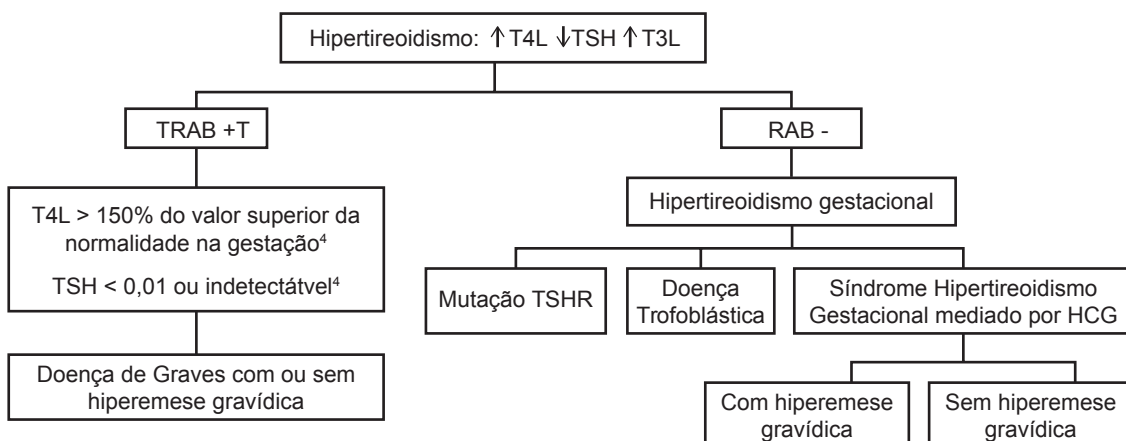 Hipertireoidismo: ↑ T4L ↓TSH ↑ T3L
TRAB +T
RAB -
T4L > 150% do valor superior da
normalidade na gestação⁴
TSH < 0,01 ou indetectátvel⁴
Doença de Graves com ou sem
hiperemese gravídica
Hipertireoidismo gestacional
Mutação TSHR
Doença
Trofoblástica
Síndrome Hipertireoidismo
Gestacional mediado por HCG
Com hiperemese
gravídica
Sem hiperemese
gravídica